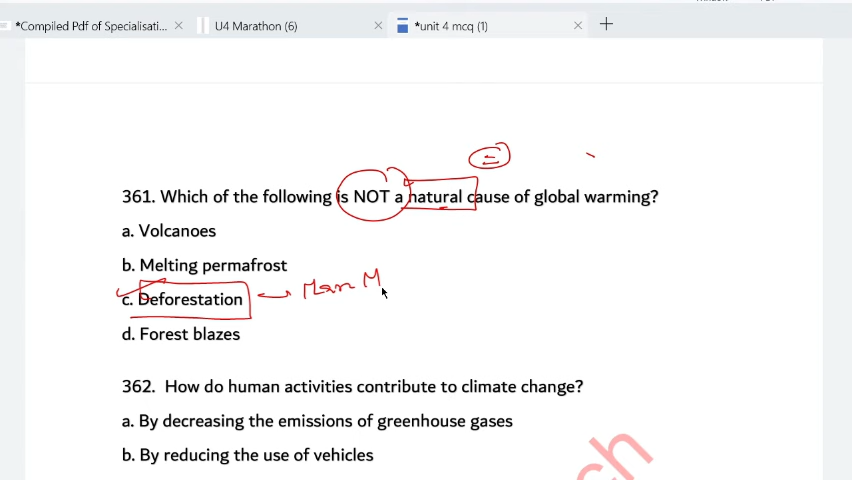 *Compiled Pdf of Specialisati... U4 Marathon (6) *unit 4 mcq (1)
361. Which of the following is NOT a natural cause of global warming?
a. Volcanoes
b. Melting permafrost
c. Deforestation Man M
d. Forest blazes
362. How do human activities contribute to climate change?
a. By decreasing the emissions of greenhouse gases
b. By reducing the use of vehicles
ch